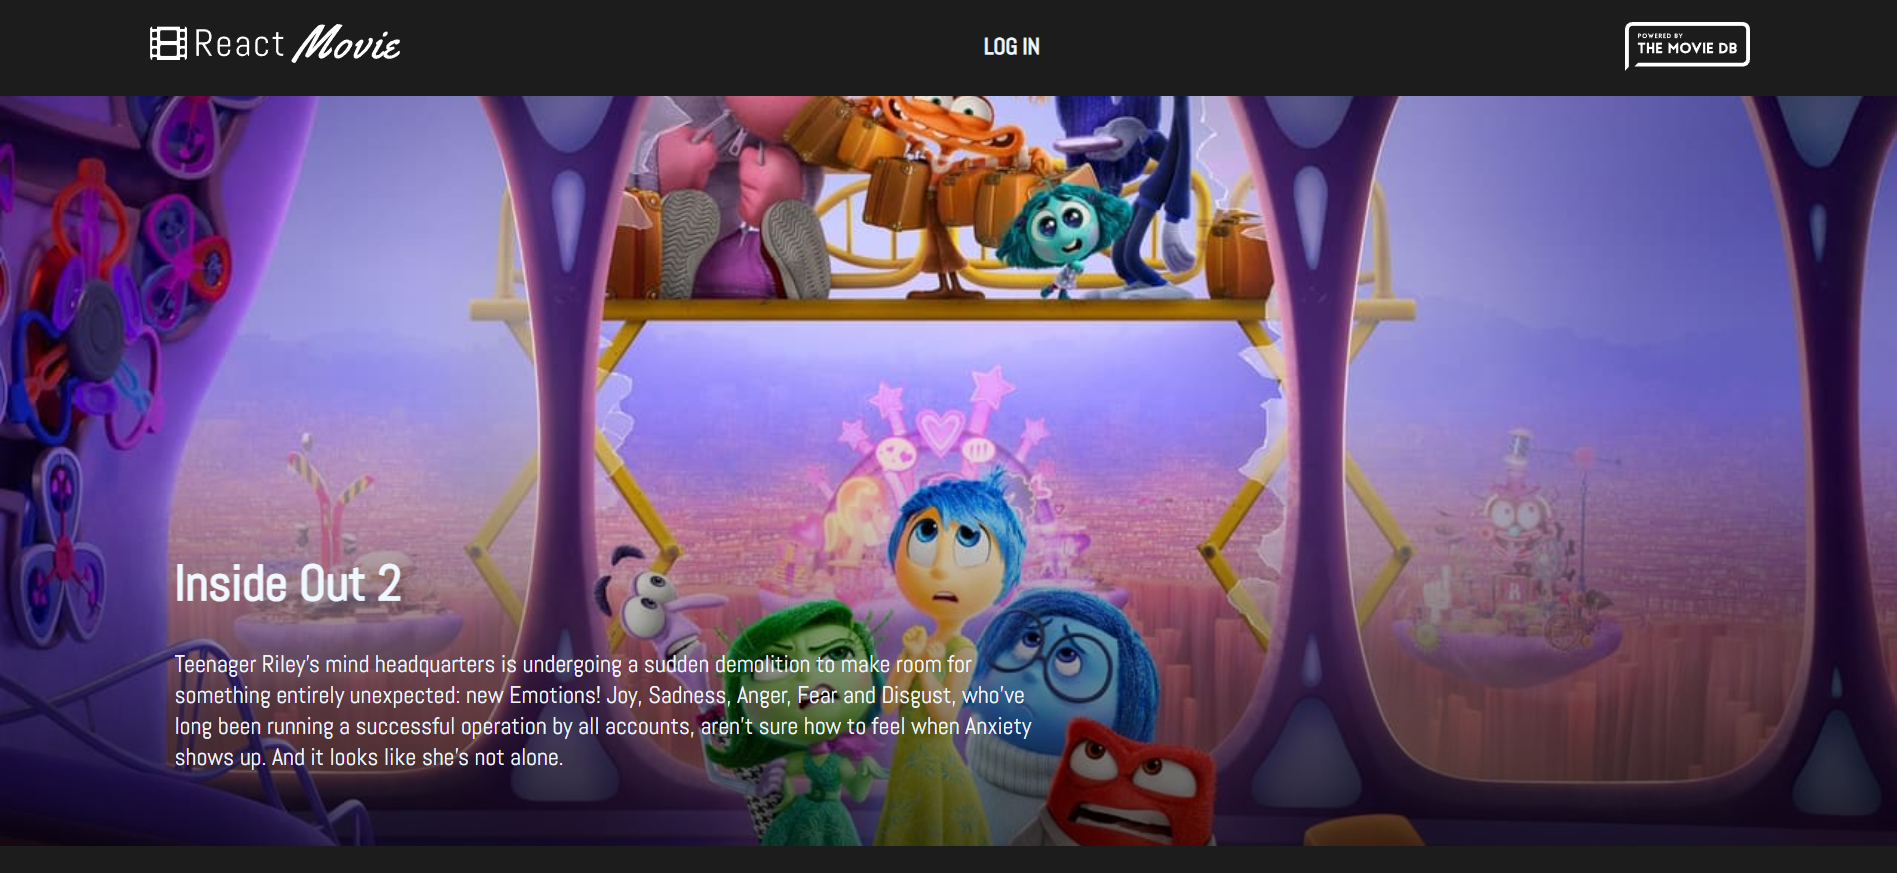 React Movie
LOG IN
POWERED BY
THE MOVIE DB
Inside Out 2
Teenager Riley's mind headquarters is undergoing a sudden demolition to make room for
something entirely unexpected: new Emotions! Joy, Sadness, Anger, Fear and Disgust, who've
long been running a successful operation by all accounts, aren't sure how to feel when Anxiety
shows up. And it looks like she's not alone.